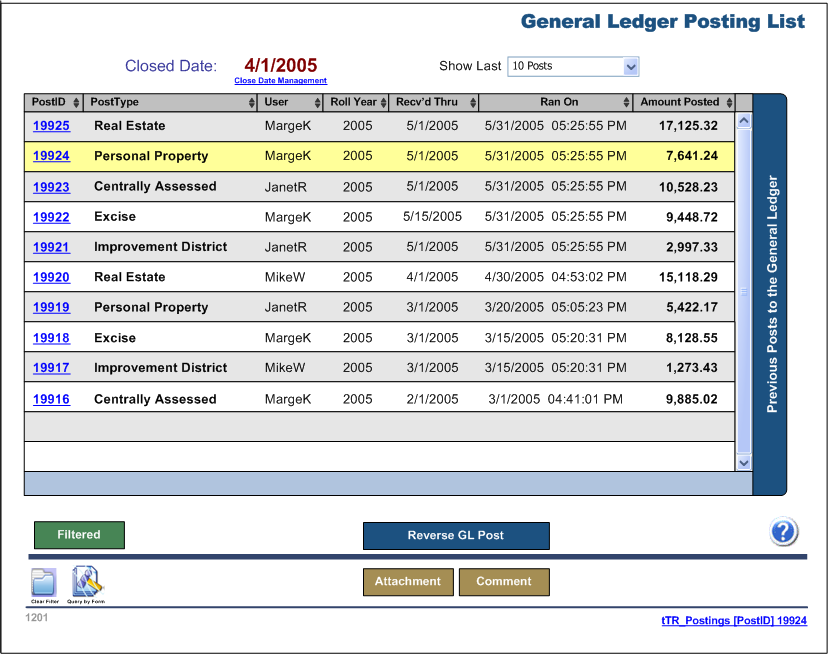 General Ledger Posting List
Closed Date: 4/1/2005 Show Last 10 Posts
Close Date Management
PostID PostType User Roll Year Recv'd Thru Ran On Amount Posted
19925 Real Estate MargeK 2005 5/1/2005 5/31/2005 05:25:55 PM 17,125.32
19924 Personal Property MargeK 2005 5/1/2005 5/31/2005 05:25:55 PM 7,641.24
19923 Centrally Assessed JanetR 2005 5/1/2005 5/31/2005 05:25:55 PM 10,528.23
19922 Excise MargeK 2005 5/15/2005 5/31/2005 05:25:55 PM 9,448.72
19921 Improvement District JanetR 2005 5/1/2005 5/31/2005 05:25:55 PM 2,997.33
19920 Real Estate MikeW 2005 4/1/2005 4/30/2005 04:53:02 PM 15,118.29
19919 Personal Property JanetR 2005 3/1/2005 3/20/2005 05:05:23 PM 5,422.17
19918 Excise MargeK 2005 3/1/2005 3/15/2005 05:20:31 PM 8,128.55
19917 Improvement District MikeW 2005 3/1/2005 3/15/2005 05:20:31 PM 1,273.43
19916 Centrally Assessed MargeK 2005 2/1/2005 3/1/2005 04:41:01 PM 9,885.02
Previous Posts to the General Ledger
Filtered Reverse GL Post ?
Attachment Comment
Clear Filter Query by Form
1201
tTR_Postings [PostID] 19924